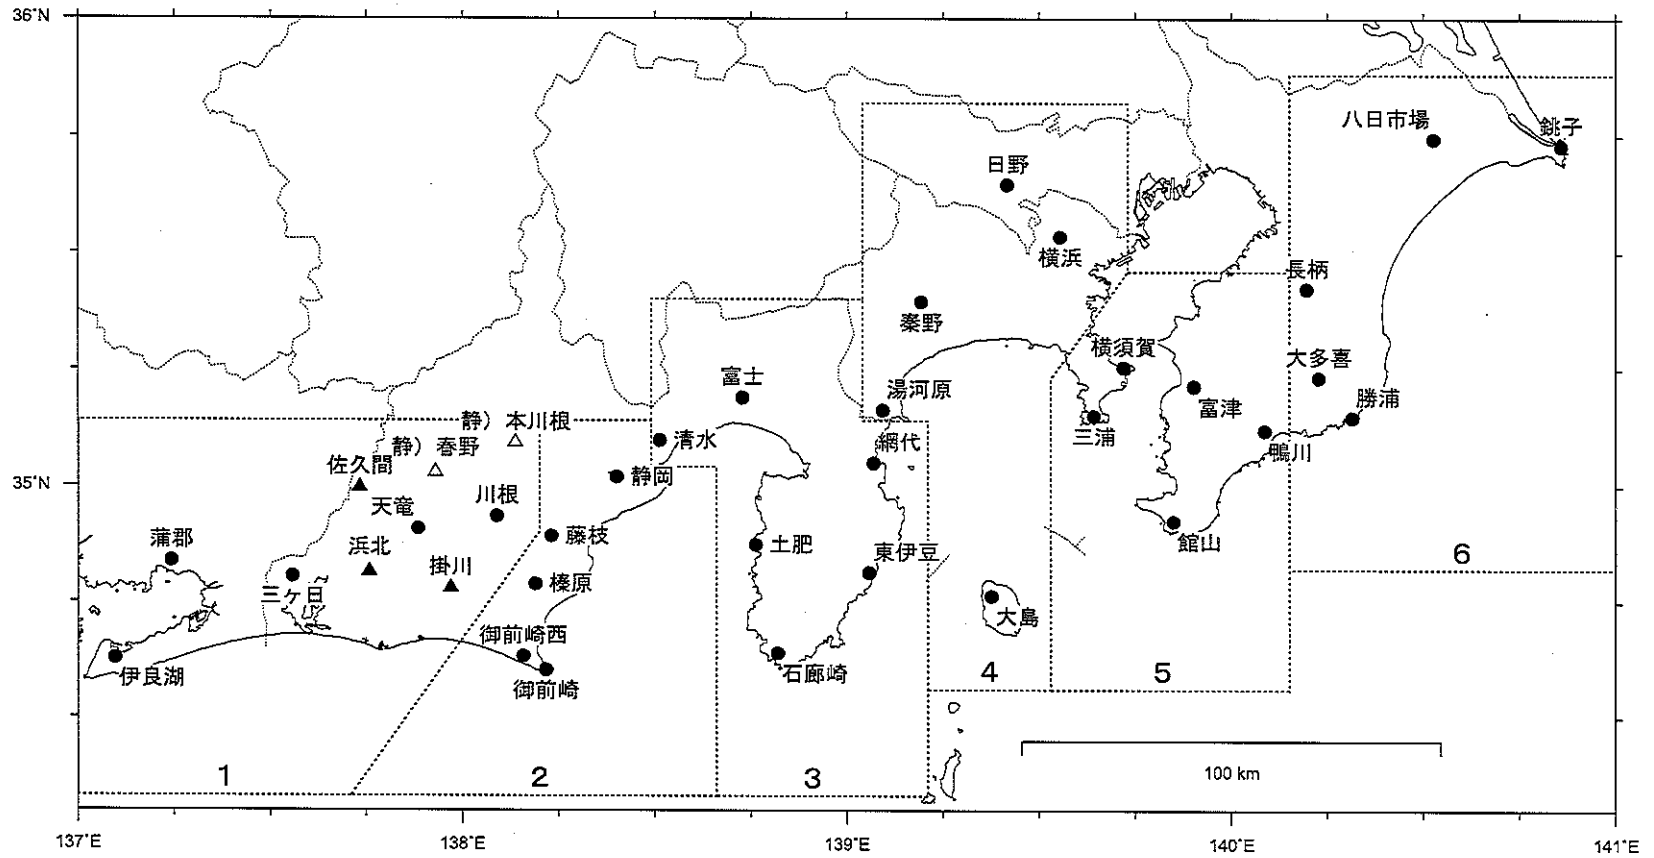 36°N
八日市場
銚子
日野
横浜
長柄
秦野
横須賀
大多喜
富士
湯河原
富津
勝浦
静）本川根
清水
三浦
鴨川
静）春野
網代
佐久間
静岡
35°N
川根
天竜
藤枝
館山
蒲郡
浜北
土肥
東伊豆
6
掛川
榛原
三ヶ日
大島
御前崎西
伊良湖
御前崎
石廊崎
4
5
1
2
3
100 km
137°E
138°E
139°E
140°E
141°E